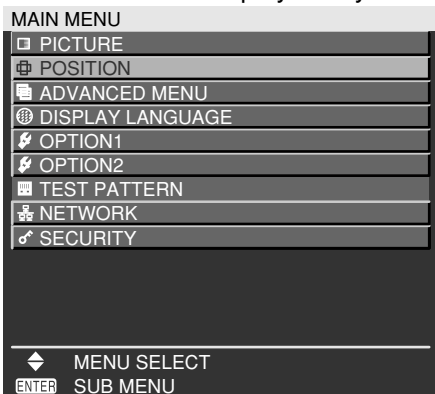 MAIN MENU
PICTURE
POSITION
ADVANCED MENU
DISPLAY LANGUAGE
OPTION1
OPTION2
TEST PATTERN
NETWORK
SECURITY
MENU SELECT
ENTER SUB MENU